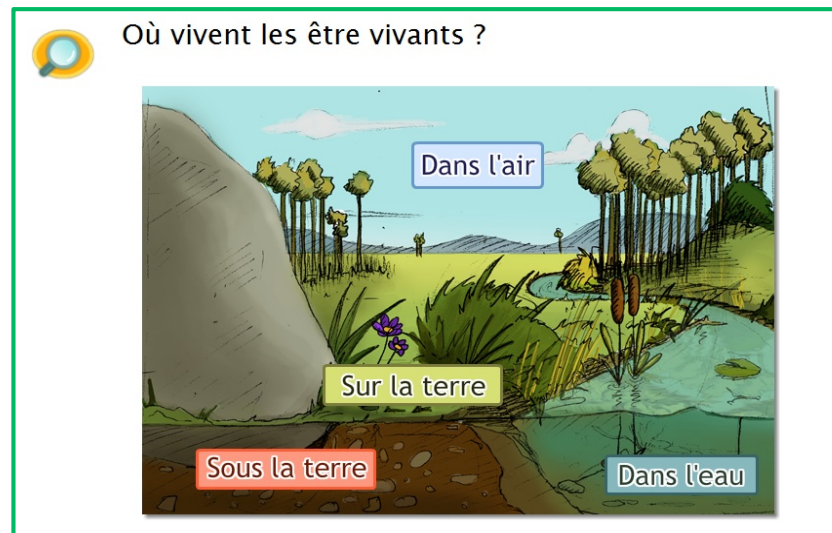 Où vivent les être vivants ?
Dans l'air
Sur la terre
Sous la terre
Dans l'eau